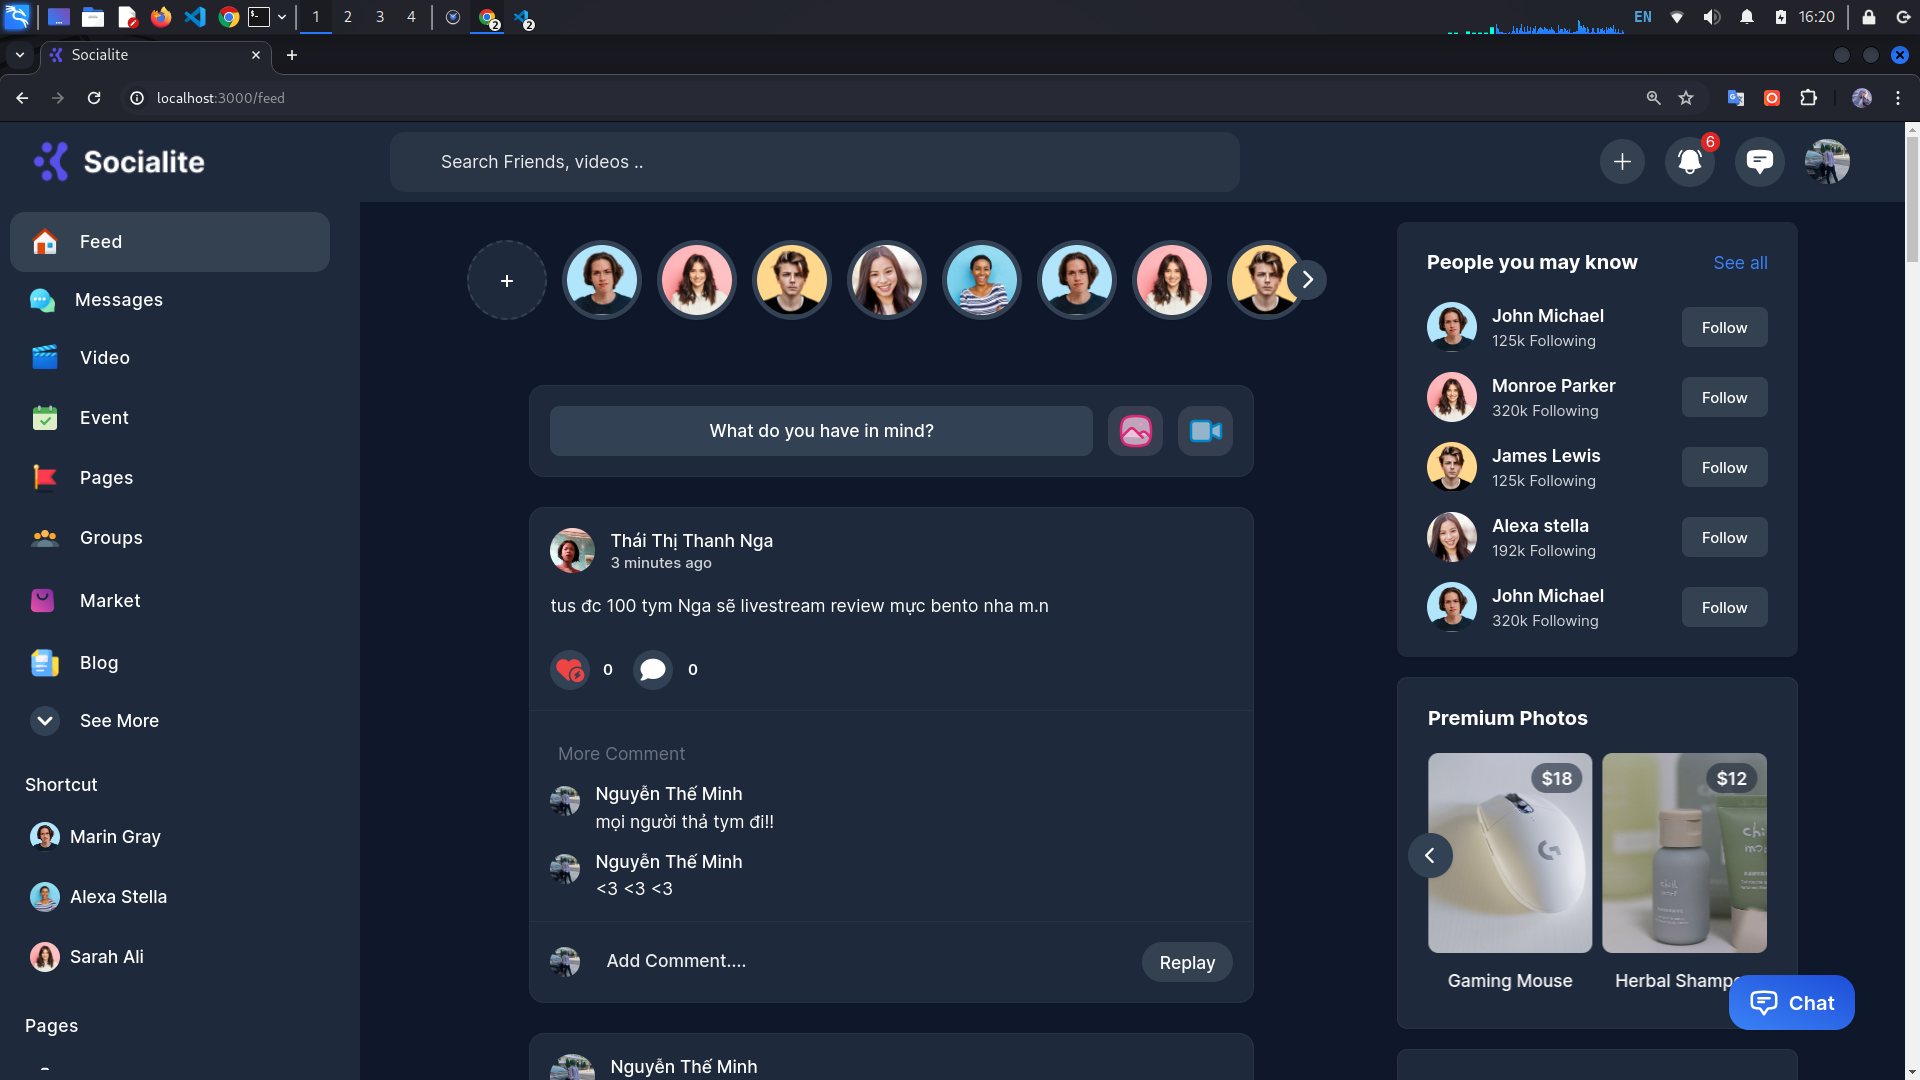 1 2 3 4
2
2
EN
16:20
Socialite
localhost:3000/feed
Socialite
Search Friends, videos ..
6
Feed
Messages
Video
Event
Pages
Groups
Market
Blog
See More
Shortcut
Marin Gray
Alexa Stella
Sarah Ali
Pages
+
What do you have in mind?
Thái Thị Thanh Nga
3 minutes ago
tus đc 100 tym Nga sẽ livestream review mực bento nha m.n
0 0
More Comment
Nguyễn Thế Minh
mọi người thả tym đi!!
Nguyễn Thế Minh
<3 <3 <3
Add Comment....
Replay
Nguyễn Thế Minh
People you may know
See all
John Michael
125k Following
Follow
Monroe Parker
320k Following
Follow
James Lewis
125k Following
Follow
Alexa stella
192k Following
Follow
John Michael
320k Following
Follow
Premium Photos
$18
$12
Gaming Mouse
Herbal Shamp
Chat